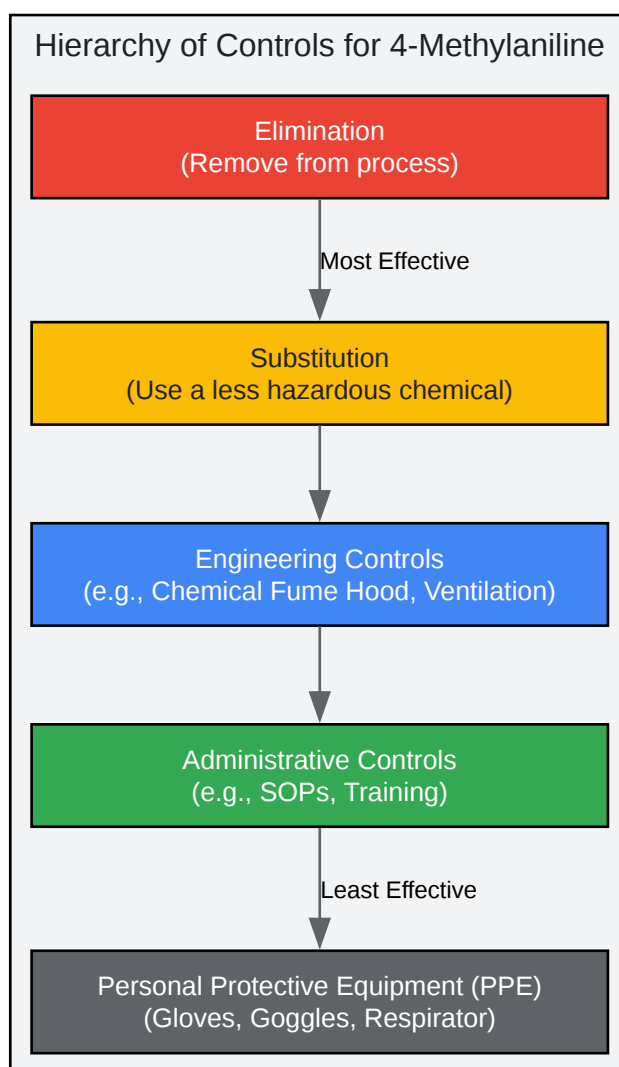 Hierarchy of Controls for 4-Methylaniline
Elimination
(Remove from process)
Most Effective
Substitution
(Use a less hazardous chemical)
Engineering Controls
(e.g., Chemical Fume Hood, Ventilation)
Administrative Controls
(e.g., SOPs, Training)
Least Effective
Personal Protective Equipment (PPE)
(Gloves, Goggles, Respirator)